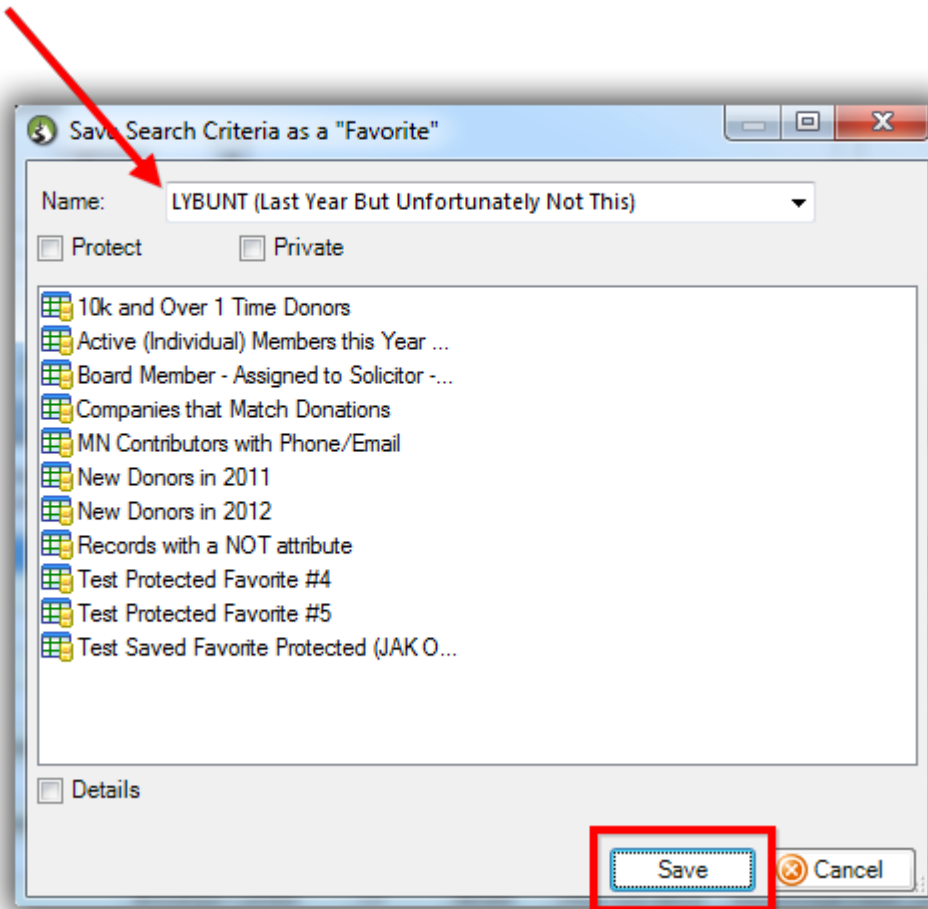 Save Search Criteria as a "Favorite"
Name: LYBUNT (Last Year But Unfortunately Not This)
Protect Private
10k and Over 1 Time Donors
Active (Individual) Members this Year ...
Board Member - Assigned to Solicitor -...
Companies that Match Donations
MN Contributors with Phone/Email
New Donors in 2011
New Donors in 2012
Records with a NOT attribute
Test Protected Favorite #4
Test Protected Favorite #5
Test Saved Favorite Protected (JAK O...
Details
Save Cancel